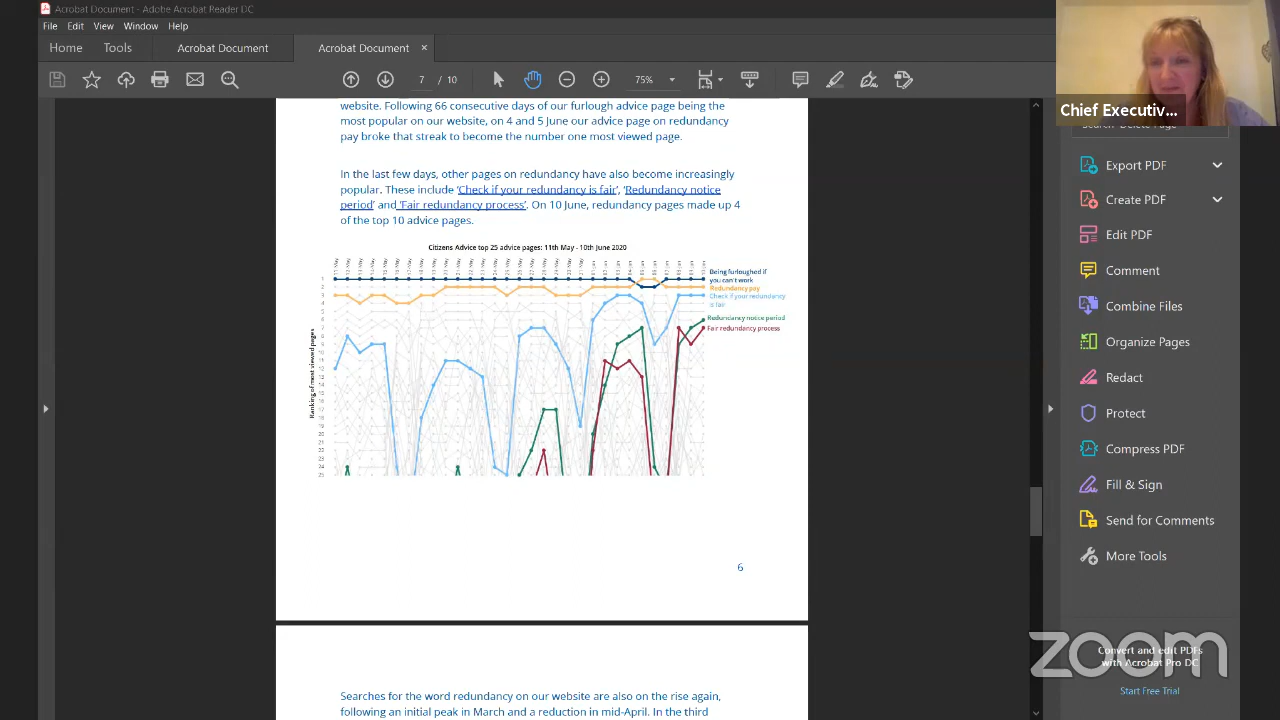 Acrobat Document - Adobe Acrobat Reader DC
File Edit View Window Help
Home Tools Acrobat Document Acrobat Document ×
7 / 10 75%
Chief Executiv...
website. Following 66 consecutive days of our furlough advice page being the
most popular on our website, on 4 and 5 June our advice page on redundancy
pay broke that streak to become the number one most viewed page.
In the last few days, other pages on redundancy have also become increasingly
popular. These include ‘Check if your redundancy is fair’, ‘Redundancy notice
period’ and ‘Fair redundancy process’. On 10 June, redundancy pages made up 4
of the top 10 advice pages.
Citizens Advice top 25 advice pages: 11th May - 10th June 2020
Ranking of most viewed pages
Being furloughed if
you can't work
Redundancy pay
Check if your redundancy
is fair
Redundancy notice period
Fair redundancy process
6
Searches for the word redundancy on our website are also on the rise again,
following an initial peak in March and a reduction in mid-April. In the third
Export PDF
Create PDF
Edit PDF
Comment
Combine Files
Organize Pages
Redact
Protect
Compress PDF
Fill & Sign
Send for Comments
More Tools
Convert and edit PDFs
with Acrobat Pro DC
Start Free Trial
zoom